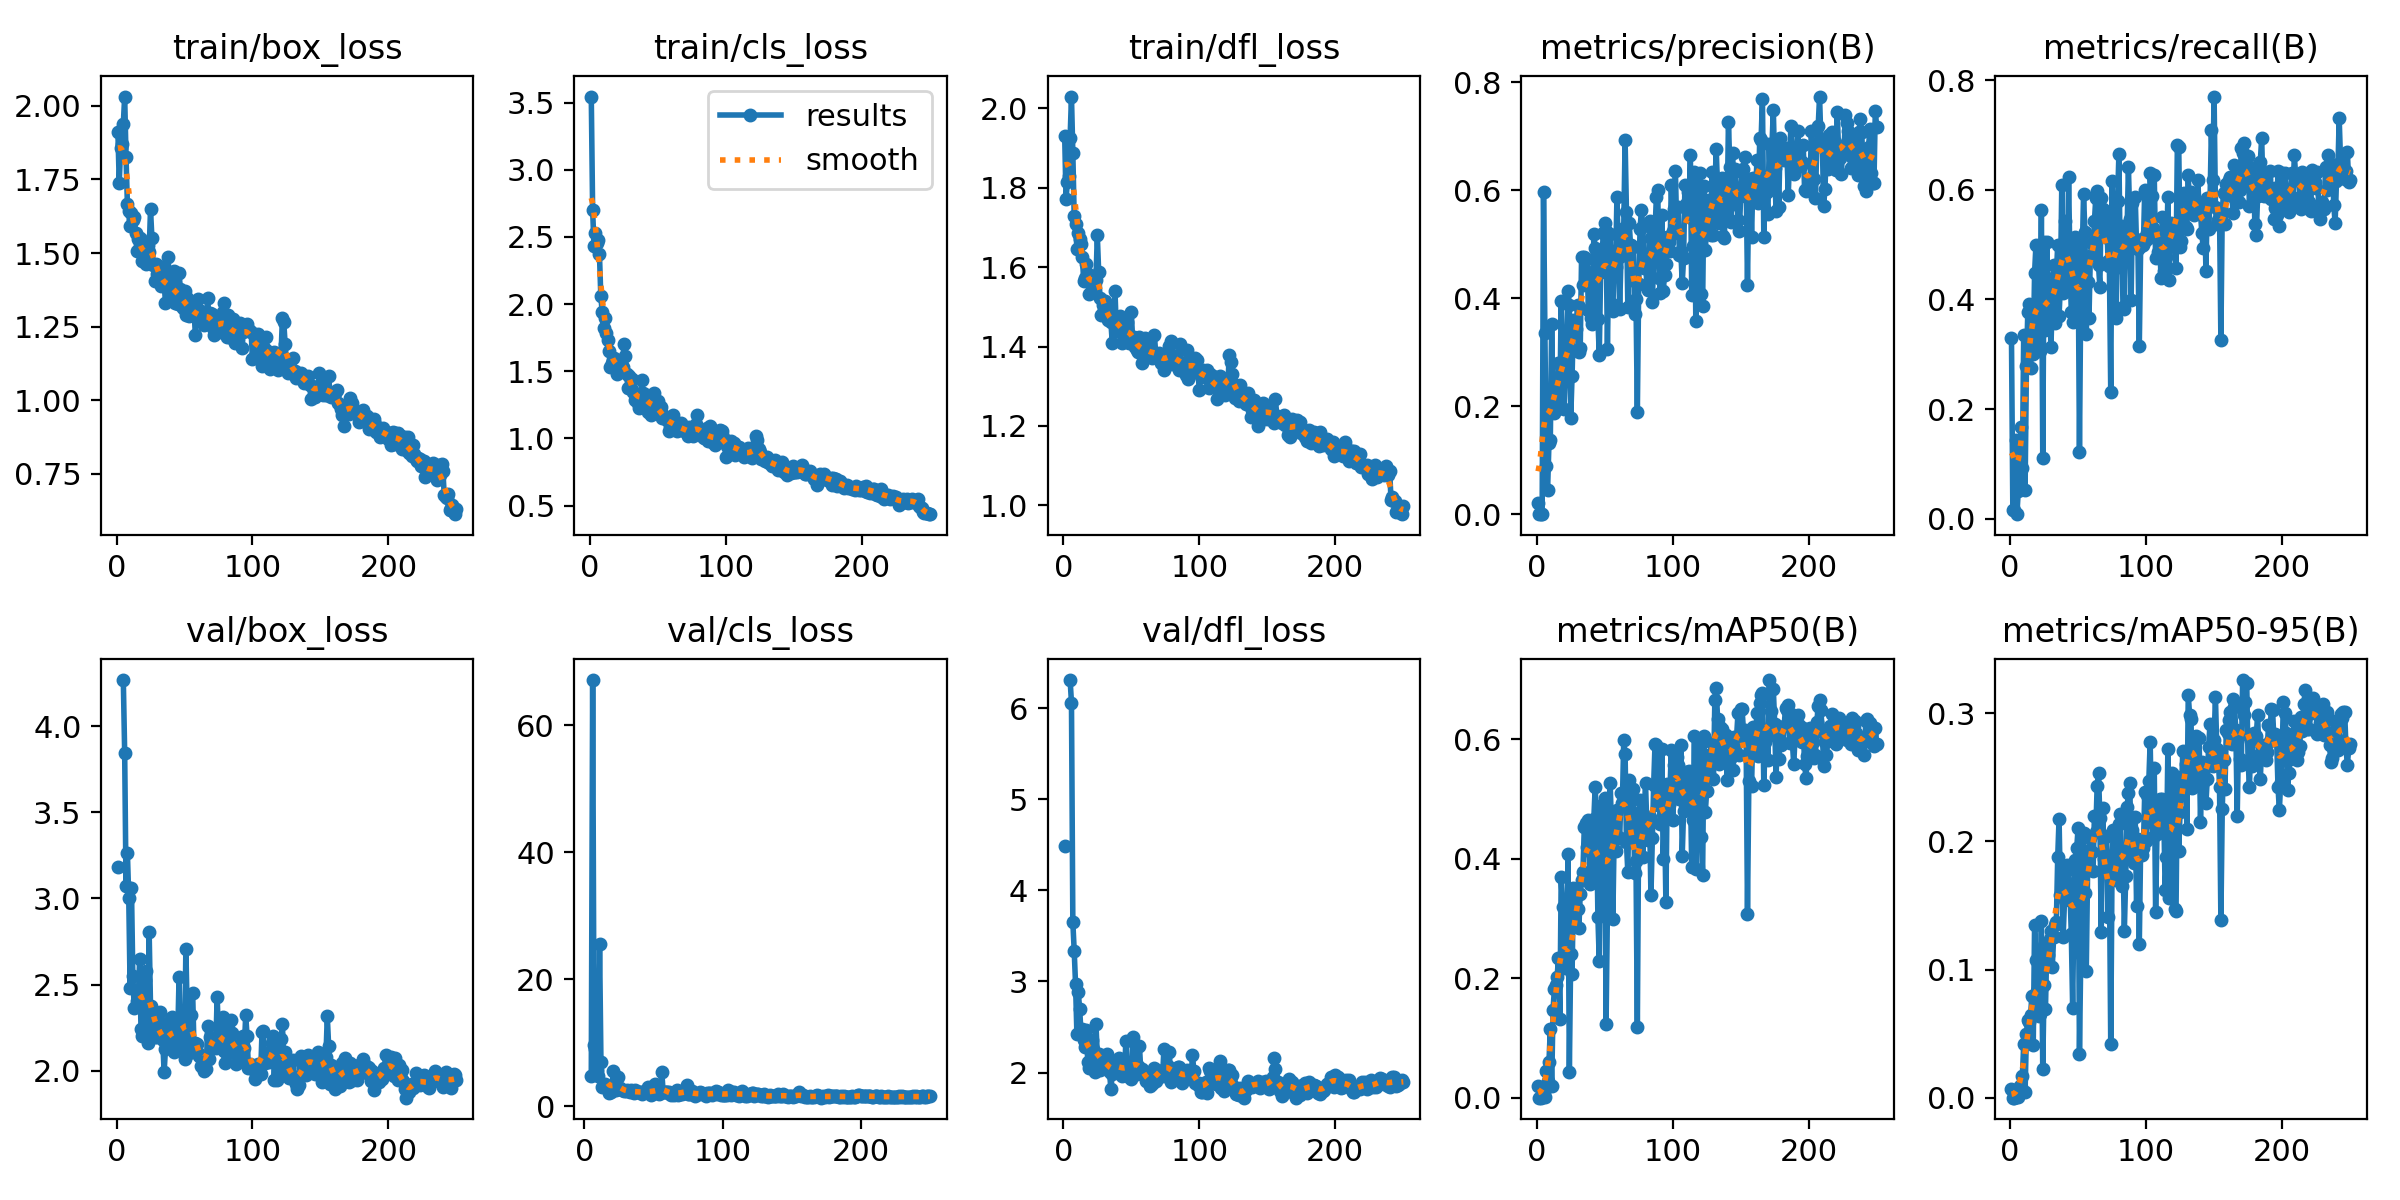 train/box_loss
2.00
1.75
1.50
1.25
1.00
0.75
0 100 200
train/cls_loss
results
smooth
3.5
3.0
2.5
2.0
1.5
1.0
0.5
0 100 200
train/dfl_loss
2.0
1.8
1.6
1.4
1.2
1.0
0 100 200
metrics/precision(B)
0.8
0.6
0.4
0.2
0.0
0 100 200
metrics/recall(B)
0.8
0.6
0.4
0.2
0.0
0 100 200
val/box_loss
4.0
3.5
3.0
2.5
2.0
0 100 200
val/cls_loss
60
40
20
0
0 100 200
val/dfl_loss
6
5
4
3
2
0 100 200
metrics/mAP50(B)
0.6
0.4
0.2
0.0
0 100 200
metrics/mAP50-95(B)
0.3
0.2
0.1
0.0
0 100 200